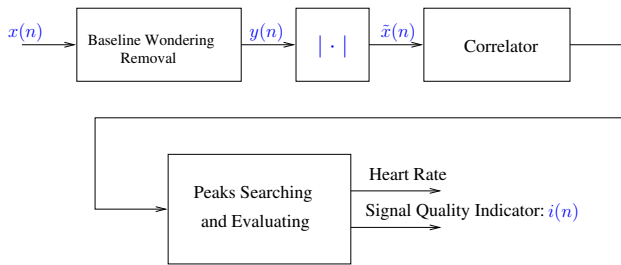 x(n)
Baseline Wondering
Removal
y(n)
| · |
x̃(n)
Correlator
Peaks Searching
and Evaluating
Heart Rate
Signal Quality Indicator: i(n)